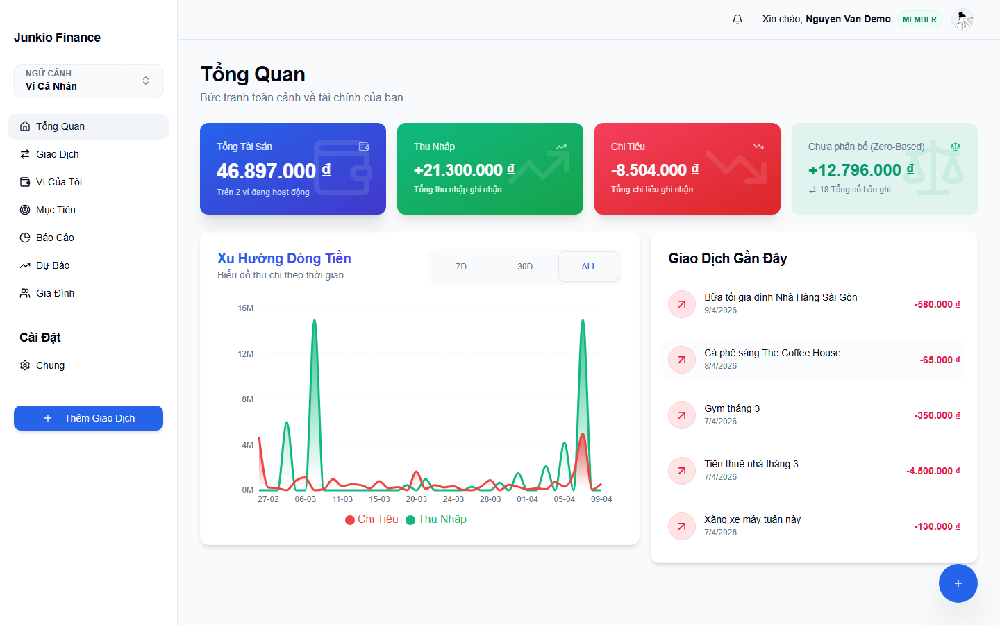 Junkio Finance
NGỮ CẢNH
Ví Cá Nhân
Tổng Quan
Giao Dịch
Ví Của Tôi
Mục Tiêu
Báo Cáo
Dự Báo
Gia Đình
Cài Đặt
Chung
Thêm Giao Dịch
Xin chào, Nguyen Van Demo
MEMBER
Tổng Quan
Bức tranh toàn cảnh về tài chính của bạn.
Tổng Tài Sản
46.897.000 ₫
Trên 2 ví đang hoạt động
Thu Nhập
+21.300.000 ₫
Tổng thu nhập ghi nhận
Chi Tiêu
-8.504.000 ₫
Tổng chi tiêu ghi nhận
Chưa phân bổ (Zero-Based)
+12.796.000 ₫
18 Tổng số bản ghi
Xu Hướng Dòng Tiền
Biểu đồ thu chi theo thời gian.
7D
30D
ALL
16M
12M
8M
4M
0M
27-02
06-03
11-03
15-03
20-03
24-03
28-03
01-04
05-04
09-04
Chi Tiêu
Thu Nhập
Giao Dịch Gần Đây
Bữa tối gia đình Nhà Hàng Sài Gòn
9/4/2026
-580.000 ₫
Cà phê sáng The Coffee House
8/4/2026
-65.000 ₫
Gym tháng 3
7/4/2026
-350.000 ₫
Tiền thuê nhà tháng 3
7/4/2026
-4.500.000 ₫
Xăng xe máy tuần này
7/4/2026
-130.000 ₫